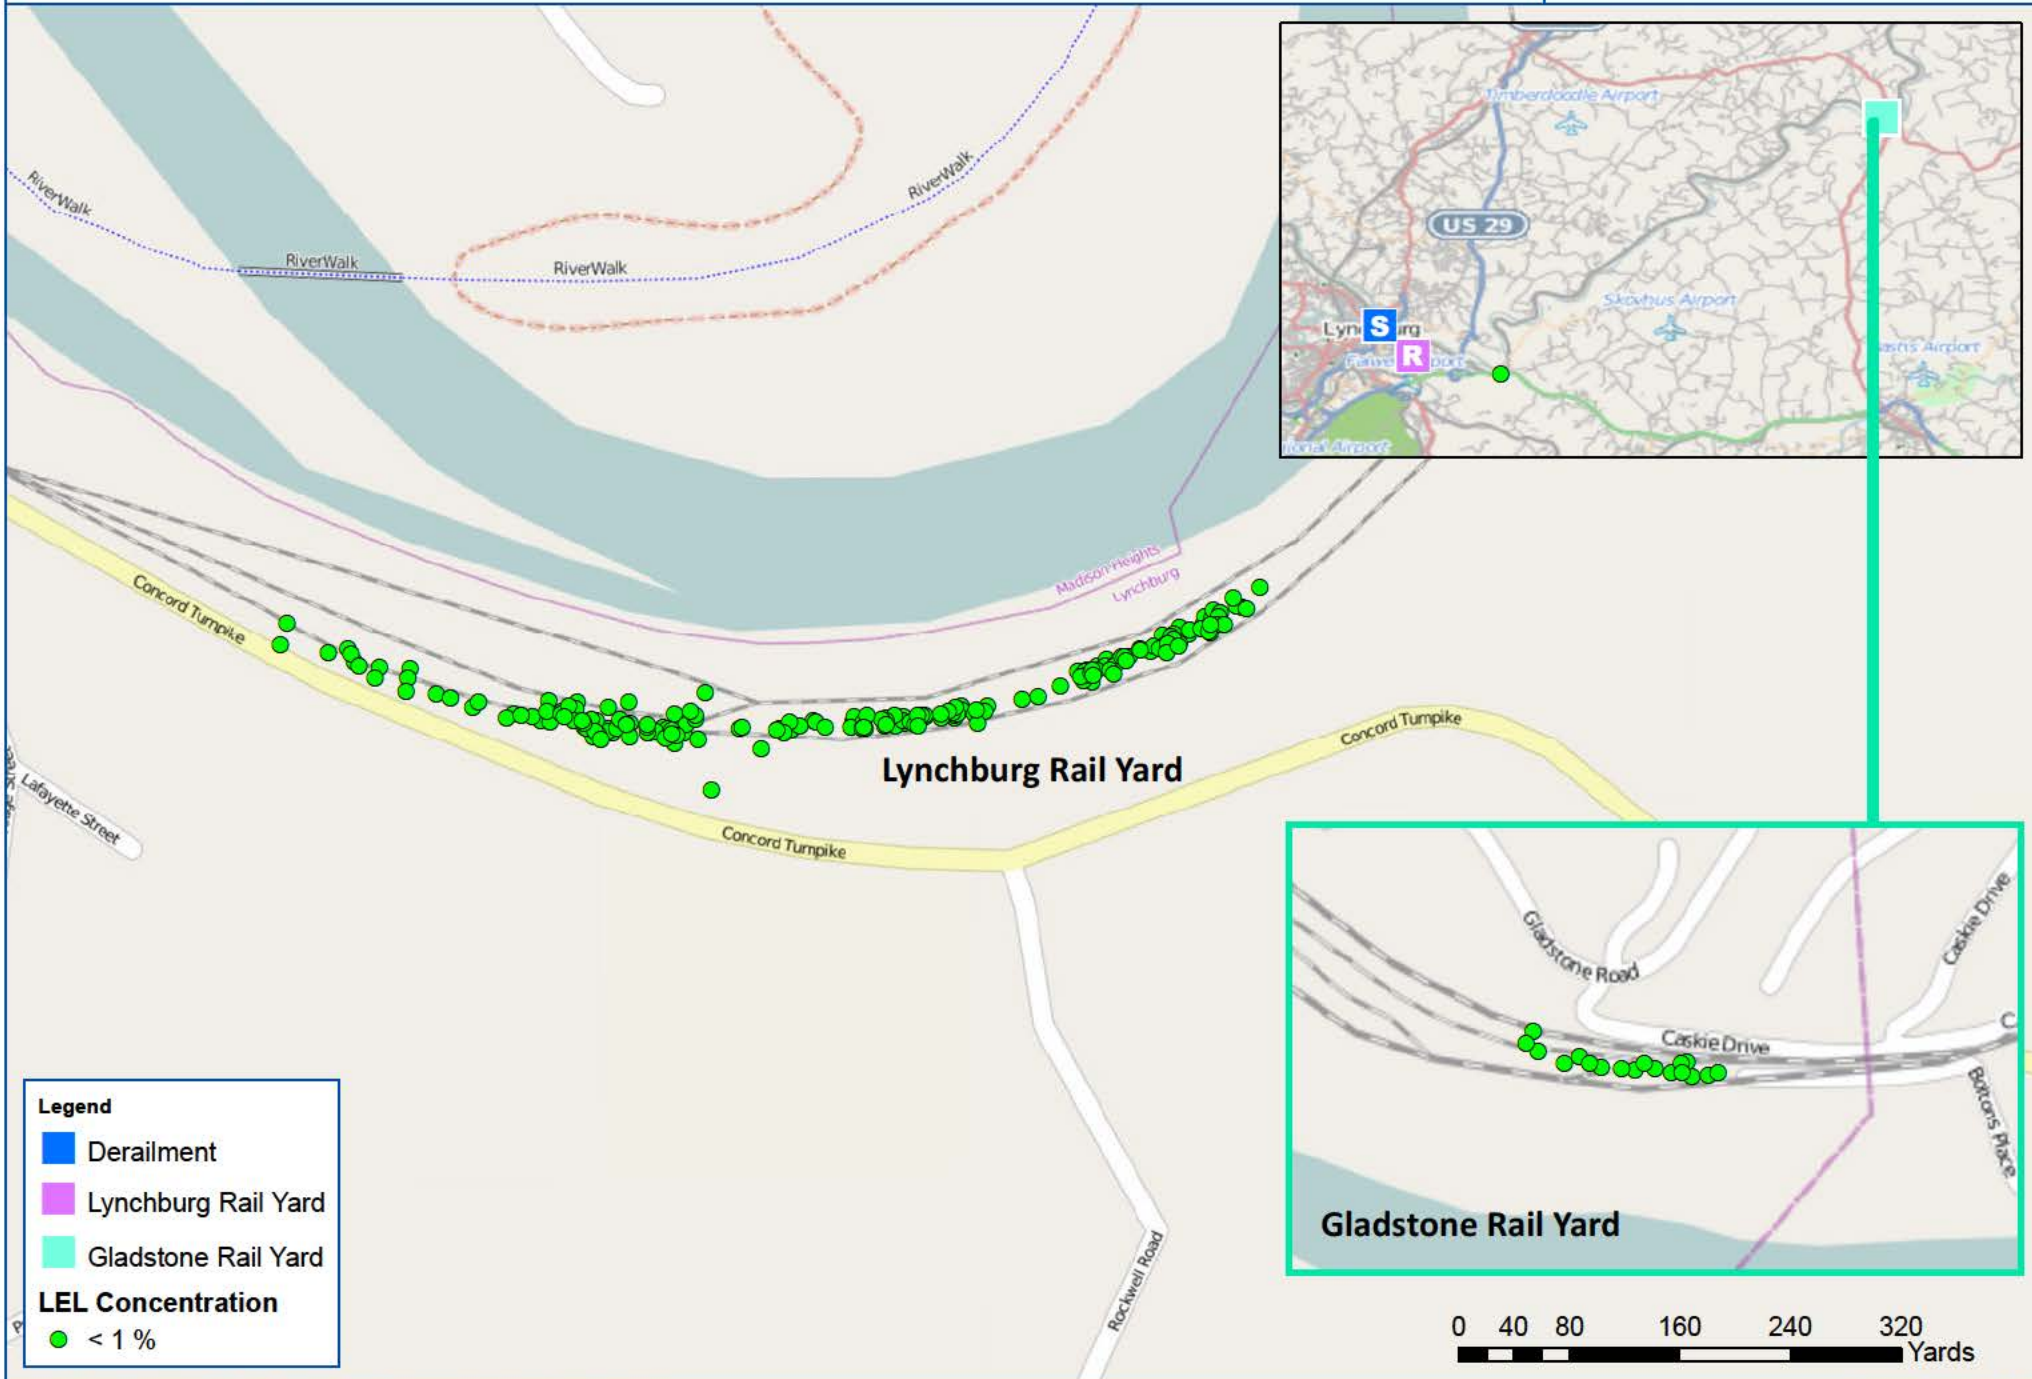 RiverWalk
RiverWalk
RiverWalk
RiverWalk
Timberdoodle Airport
US 29
Skovhus Airport
S
R
Concord Turnpike
Madison Heights
Lynchburg
Concord Turnpike
Lynchburg Rail Yard
Lafayette Street
Concord Turnpike
Rockwell Road
Gladstone Road
Caskie Drive
Caskie Drive
Boltons Place
Gladstone Rail Yard
Legend
Derailment
Lynchburg Rail Yard
Gladstone Rail Yard
LEL Concentration
< 1 %
0 40 80 160 240 320
Yards